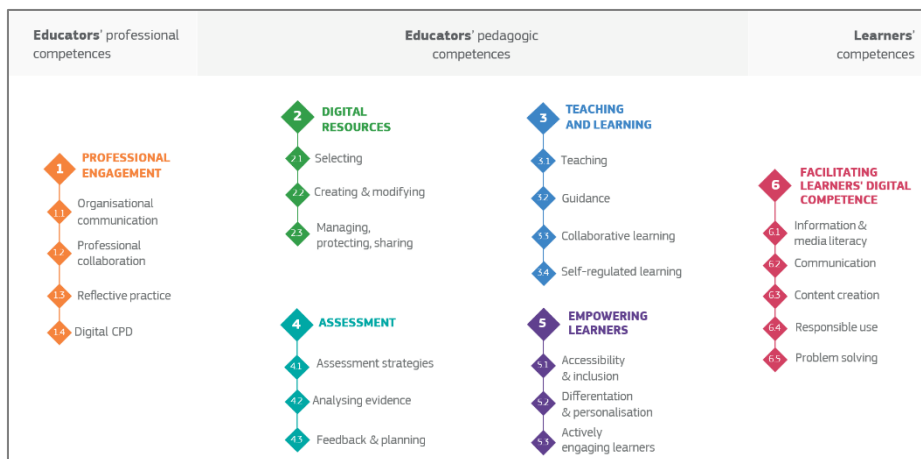 Educators' professional
competences
Educators' pedagogic
competences
Learners'
competences
1
PROFESSIONAL
ENGAGEMENT
1.1
Organisational
communication
1.2
Professional
collaboration
1.3
Reflective practice
1.4
Digital CPD
2
DIGITAL
RESOURCES
2.1
Selecting
2.2
Creating & modifying
2.3
Managing,
protecting, sharing
3
TEACHING
AND LEARNING
3.1
Teaching
3.2
Guidance
3.3
Collaborative learning
3.4
Self-regulated learning
4
ASSESSMENT
4.1
Assessment strategies
4.2
Analysing evidence
4.3
Feedback & planning
5
EMPOWERING
LEARNERS
5.1
Accessibility
& inclusion
5.2
Differentation
& personalisation
5.3
Actively
engaging learners
6
FACILITATING
LEARNERS' DIGITAL
COMPETENCE
6.1
Information &
media literacy
6.2
Communication
6.3
Content creation
6.4
Responsible use
6.5
Problem solving